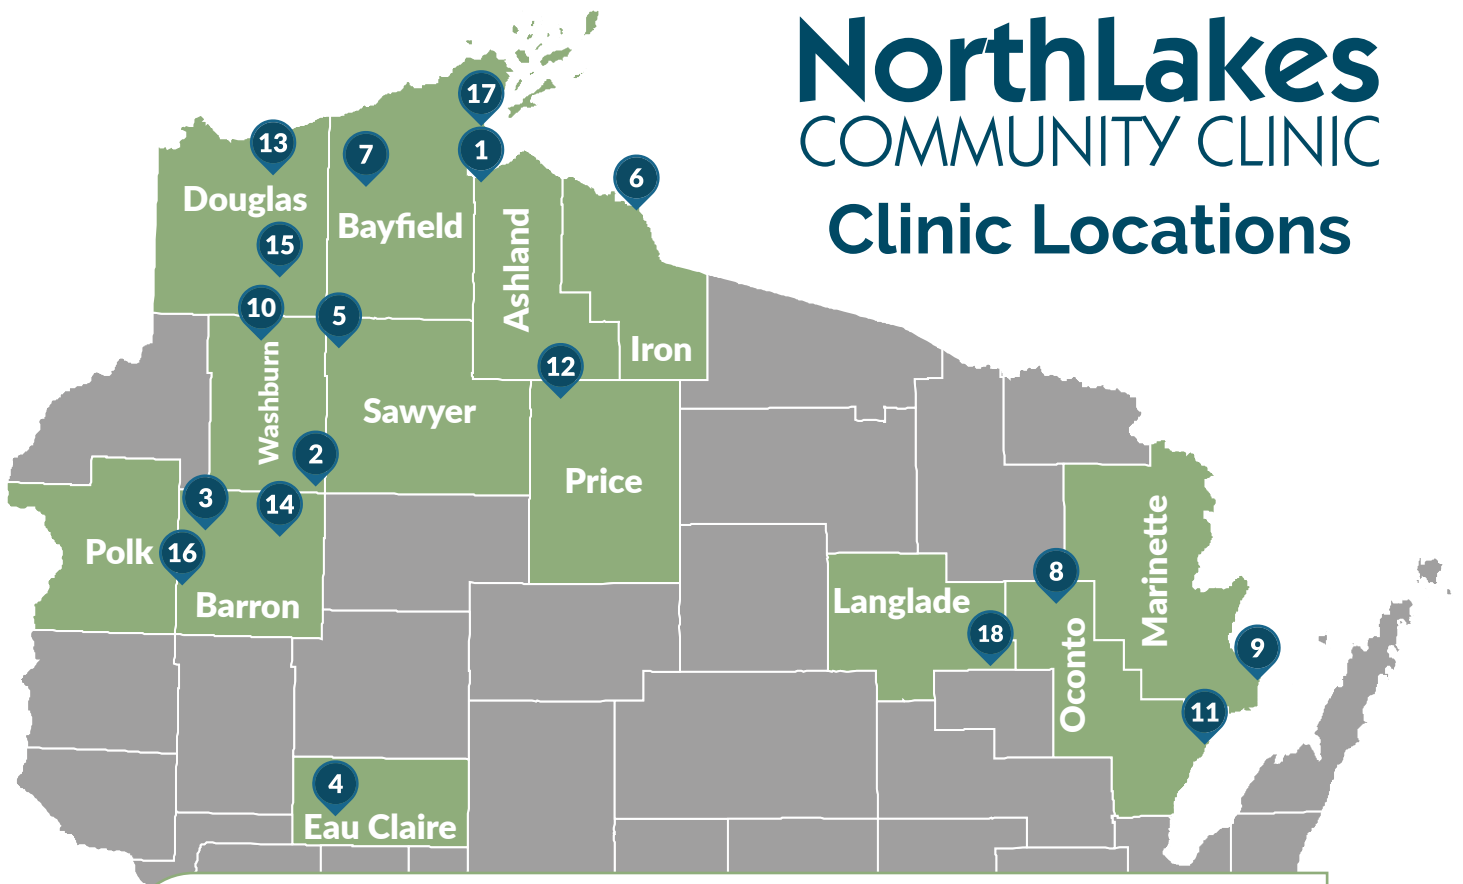 NorthLakes
COMMUNITY CLINIC
Clinic Locations
17
13
7
1
6
Douglas
Bayfield
Ashland
15
10
5
Iron
12
Washburn
Sawyer
2
Price
3
14
Polk
16
Barron
Marinette
8
Langlade
18
Oconto
9
11
4
Eau Claire